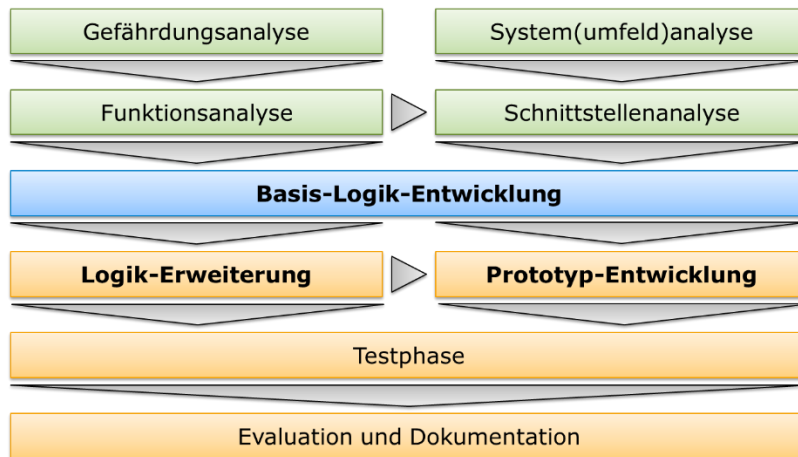 Gefährdungsanalyse
System(umfeld)analyse
Funktionsanalyse
Schnittstellenanalyse
Basis-Logik-Entwicklung
Logik-Erweiterung
Prototyp-Entwicklung
Testphase
Evaluation und Dokumentation